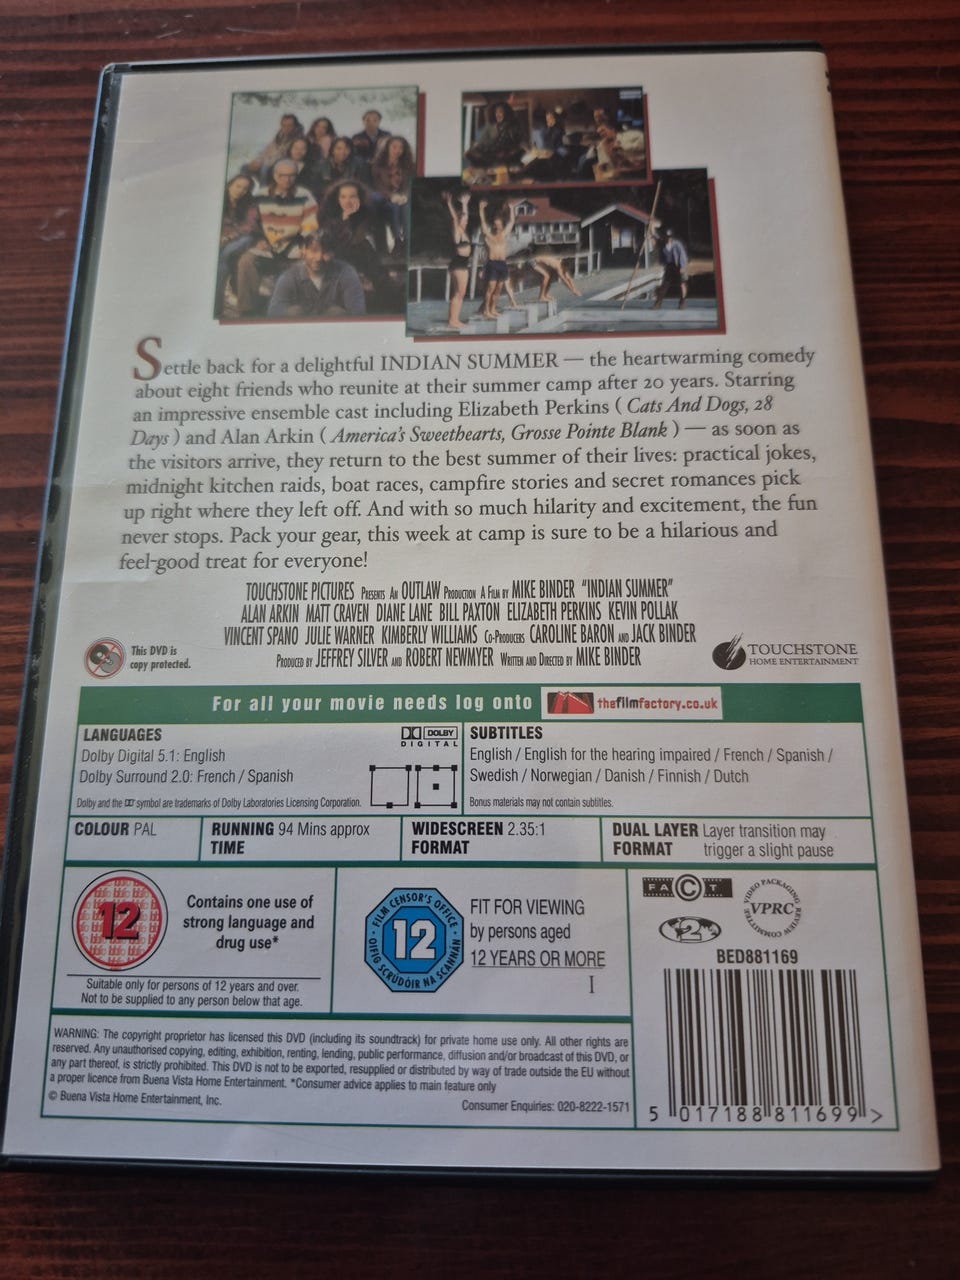 Settle back for a delightful INDIAN SUMMER — the heartwarming comedy
about eight friends who reunite at their summer camp after 20 years. Starring
an impressive ensemble cast including Elizabeth Perkins ( Cats And Dogs, 28
Days ) and Alan Arkin ( America's Sweethearts, Grosse Pointe Blank ) — as soon as
the visitors arrive, they return to the best summer of their lives: practical jokes,
midnight kitchen raids, boat races, campfire stories and secret romances pick
up right where they left off. And with so much hilarity and excitement, the fun
never stops. Pack your gear, this week at camp is sure to be a hilarious and
feel-good treat for everyone!
TOUCHSTONE PICTURES PRESENTS AN OUTLAW PRODUCTION A FILM BY MIKE BINDER "INDIAN SUMMER"
ALAN ARKIN MATT CRAVEN DIANE LANE BILL PAXTON ELIZABETH PERKINS KEVIN POLLAK
VINCENT SPANO JULIE WARNER KIMBERLY WILLIAMS CO-PRODUCERS CAROLINE BARON AND JACK BINDER
PRODUCED BY JEFFREY SILVER AND ROBERT NEWMYER WRITTEN AND DIRECTED BY MIKE BINDER
This DVD is
copy protected.
TOUCHSTONE
HOME ENTERTAINMENT
For all your movie needs log onto thefilmfactory.co.uk
LANGUAGES
Dolby Digital 5.1: English
Dolby Surround 2.0: French / Spanish
Dolby and the DD symbol are trademarks of Dolby Laboratories Licensing Corporation.
DOLBY
DIGITAL
SUBTITLES
English / English for the hearing impaired / French / Spanish /
Swedish / Norwegian / Danish / Finnish / Dutch
Bonus materials may not contain subtitles.
COLOUR PAL
RUNNING 94 Mins approx
TIME
WIDESCREEN 2.35:1
FORMAT
DUAL LAYER Layer transition may
FORMAT trigger a slight pause
12
Contains one use of
strong language and
drug use*
Suitable only for persons of 12 years and over.
Not to be supplied to any person below that age.
FILM CENSOR'S OFFICE
12
OIFIG SCRÚDÓIR NA SCANNÁN
FIT FOR VIEWING
by persons aged
12 YEARS OR MORE
I
FACT
VIDEO PACKAGING REVIEW COMMITTEE
VPRC
2
BED881169
5 017188 811699 >
WARNING: The copyright proprietor has licensed this DVD (including its soundtrack) for private home use only. All other rights are
reserved. Any unauthorised copying, editing, exhibition, renting, lending, public performance, diffusion and/or broadcast of this DVD, or
any part thereof, is strictly prohibited. This DVD is not to be exported, resupplied or distributed by way of trade outside the EU without
a proper licence from Buena Vista Home Entertainment. *Consumer advice applies to main feature only
© Buena Vista Home Entertainment, Inc.
Consumer Enquiries: 020-8222-1571